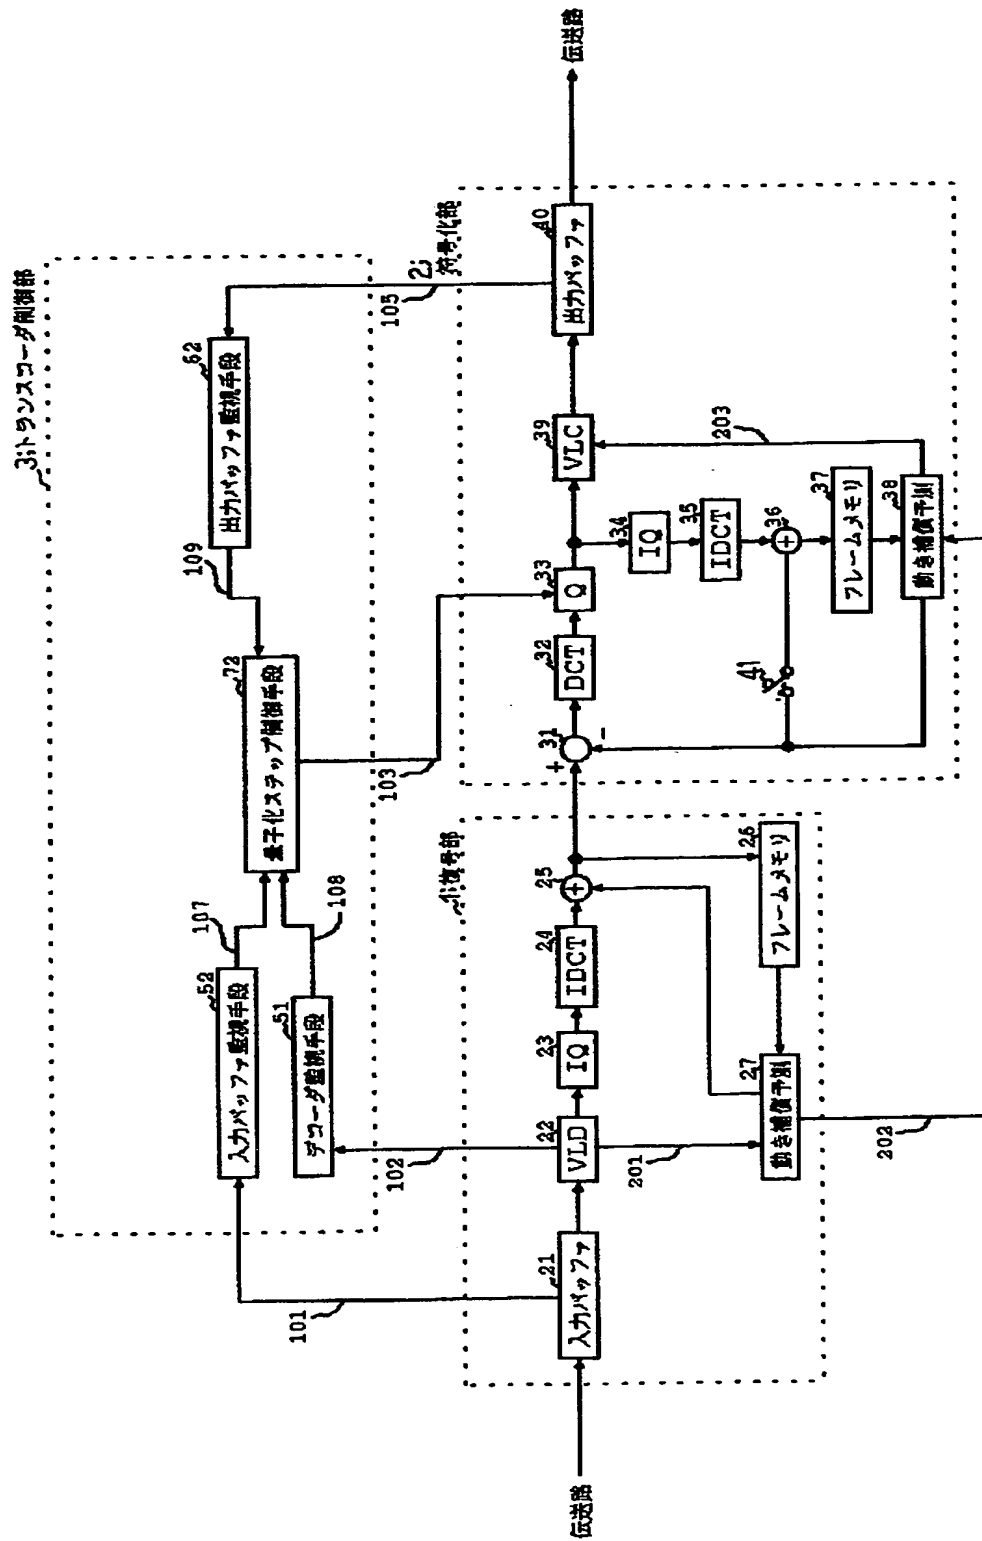 3;トランスコーダ制御部
入力バッファ監視手段
52
107
デコーダ監視手段
51
108
量子化ステップ制御手段
72
109
出力バッファ監視手段
62
101
102
103
105
1;復号部
伝送路
入力バッファ
21
VLD
22
IQ
23
IDCT
24
+
25
フレームメモリ
26
動き補償予測
27
201
202
2;符号化部
+
-
31
DCT
32
Q
33
IQ
34
IDCT
35
+
36
フレームメモリ
37
動き補償予測
38
VLC
39
出力バッファ
40
41
203
伝送路